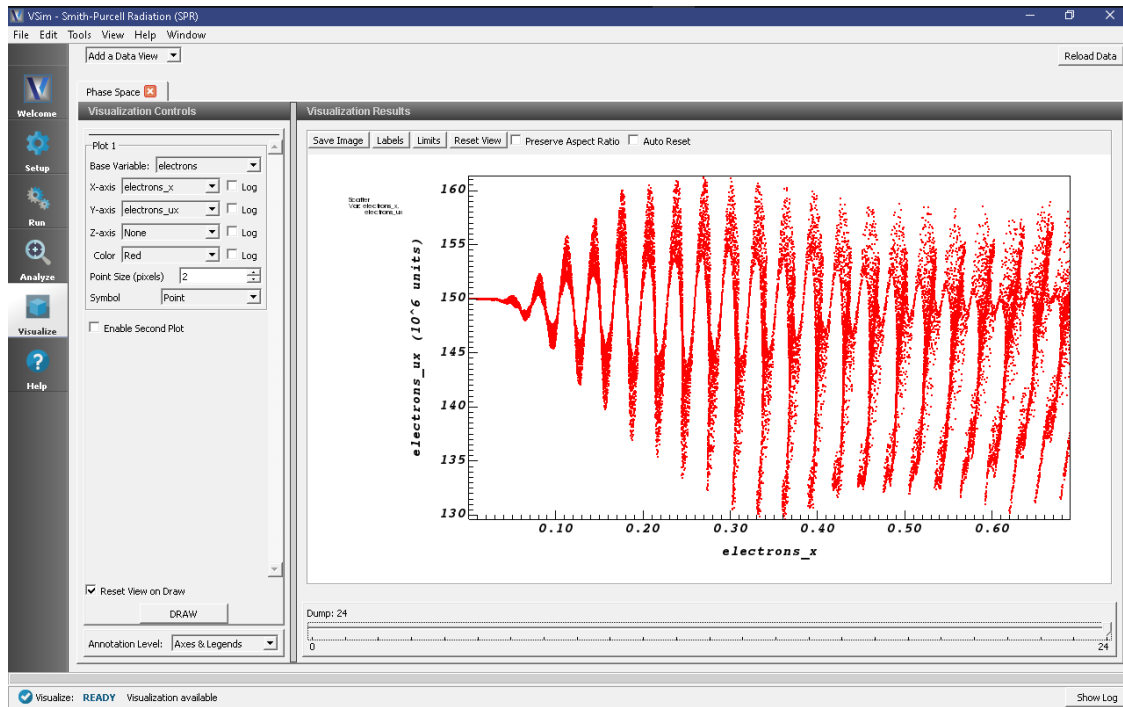 VSim - Smith-Purcell Radiation (SPR)
File Edit Tools View Help Window
Add a Data View
Reload Data
Phase Space
Welcome
Setup
Run
Analyze
Visualize
Help
Visualization Controls
Plot 1
Base Variable: electrons
X-axis electrons_x Log
Y-axis electrons_ux Log
Z-axis None Log
Color Red Log
Point Size (pixels) 2
Symbol Point
Enable Second Plot
Reset View on Draw
DRAW
Annotation Level: Axes & Legends
Visualization Results
Save Image Labels Limits Reset View Preserve Aspect Ratio Auto Reset
Scatter
Var: electrons_x,
electrons_ux
electrons_ux (10^6 units)
160
155
150
145
140
135
130
0.10 0.20 0.30 0.40 0.50 0.60
electrons_x
Dump: 24
0 24
Visualize: READY Visualization available
Show Log